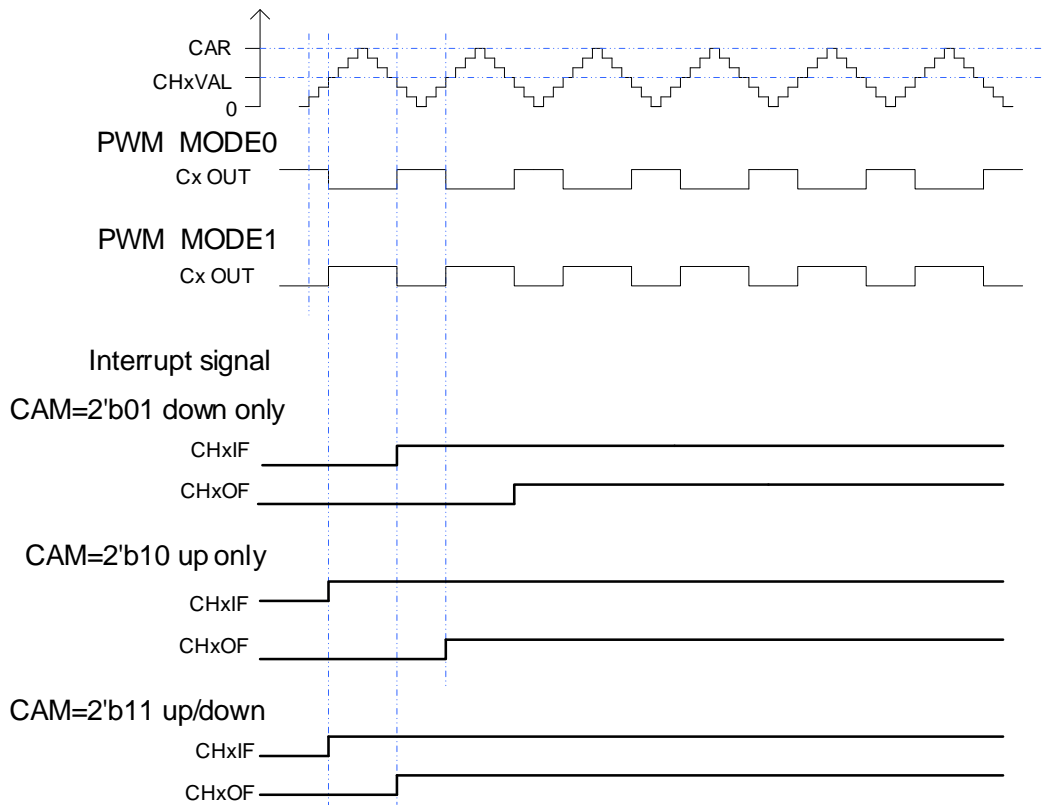 CAR
CHxVAL
0
PWM MODE0
Cx OUT
PWM MODE1
Cx OUT
Interrupt signal
CAM=2'b01 down only
CHxIF
CHxOF
CAM=2'b10 up only
CHxIF
CHxOF
CAM=2'b11 up/down
CHxIF
CHxOF